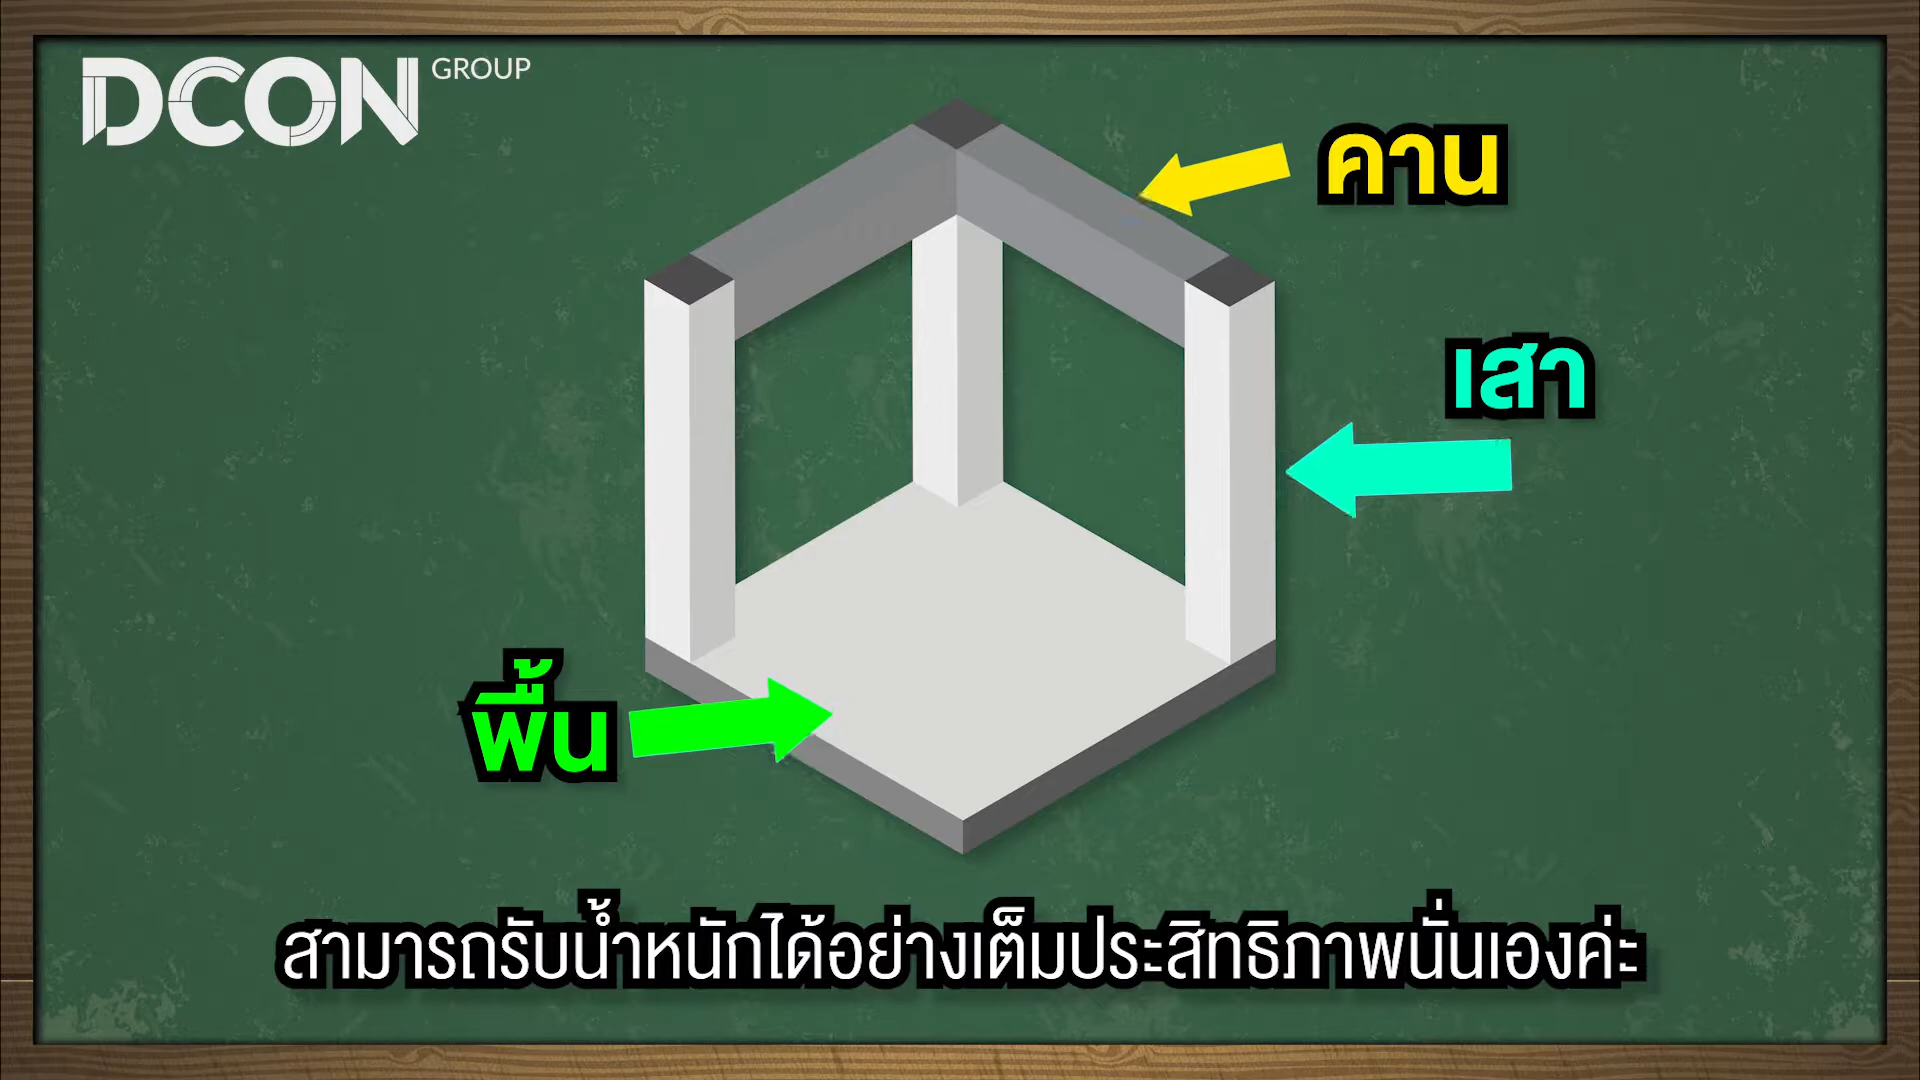 DCON GROUP
คาน
เสา
พื้น
สามารถรับน้ำหนักได้อย่างเต็มประสิทธิภาพนั่นเองค่ะ